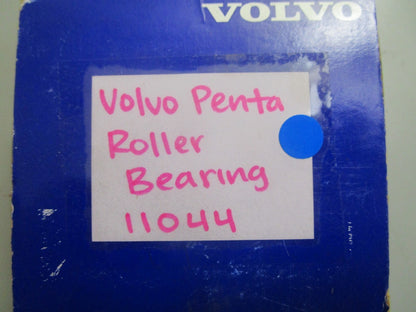 VOLVO
Volvo Penta
Roller
Bearing
11044